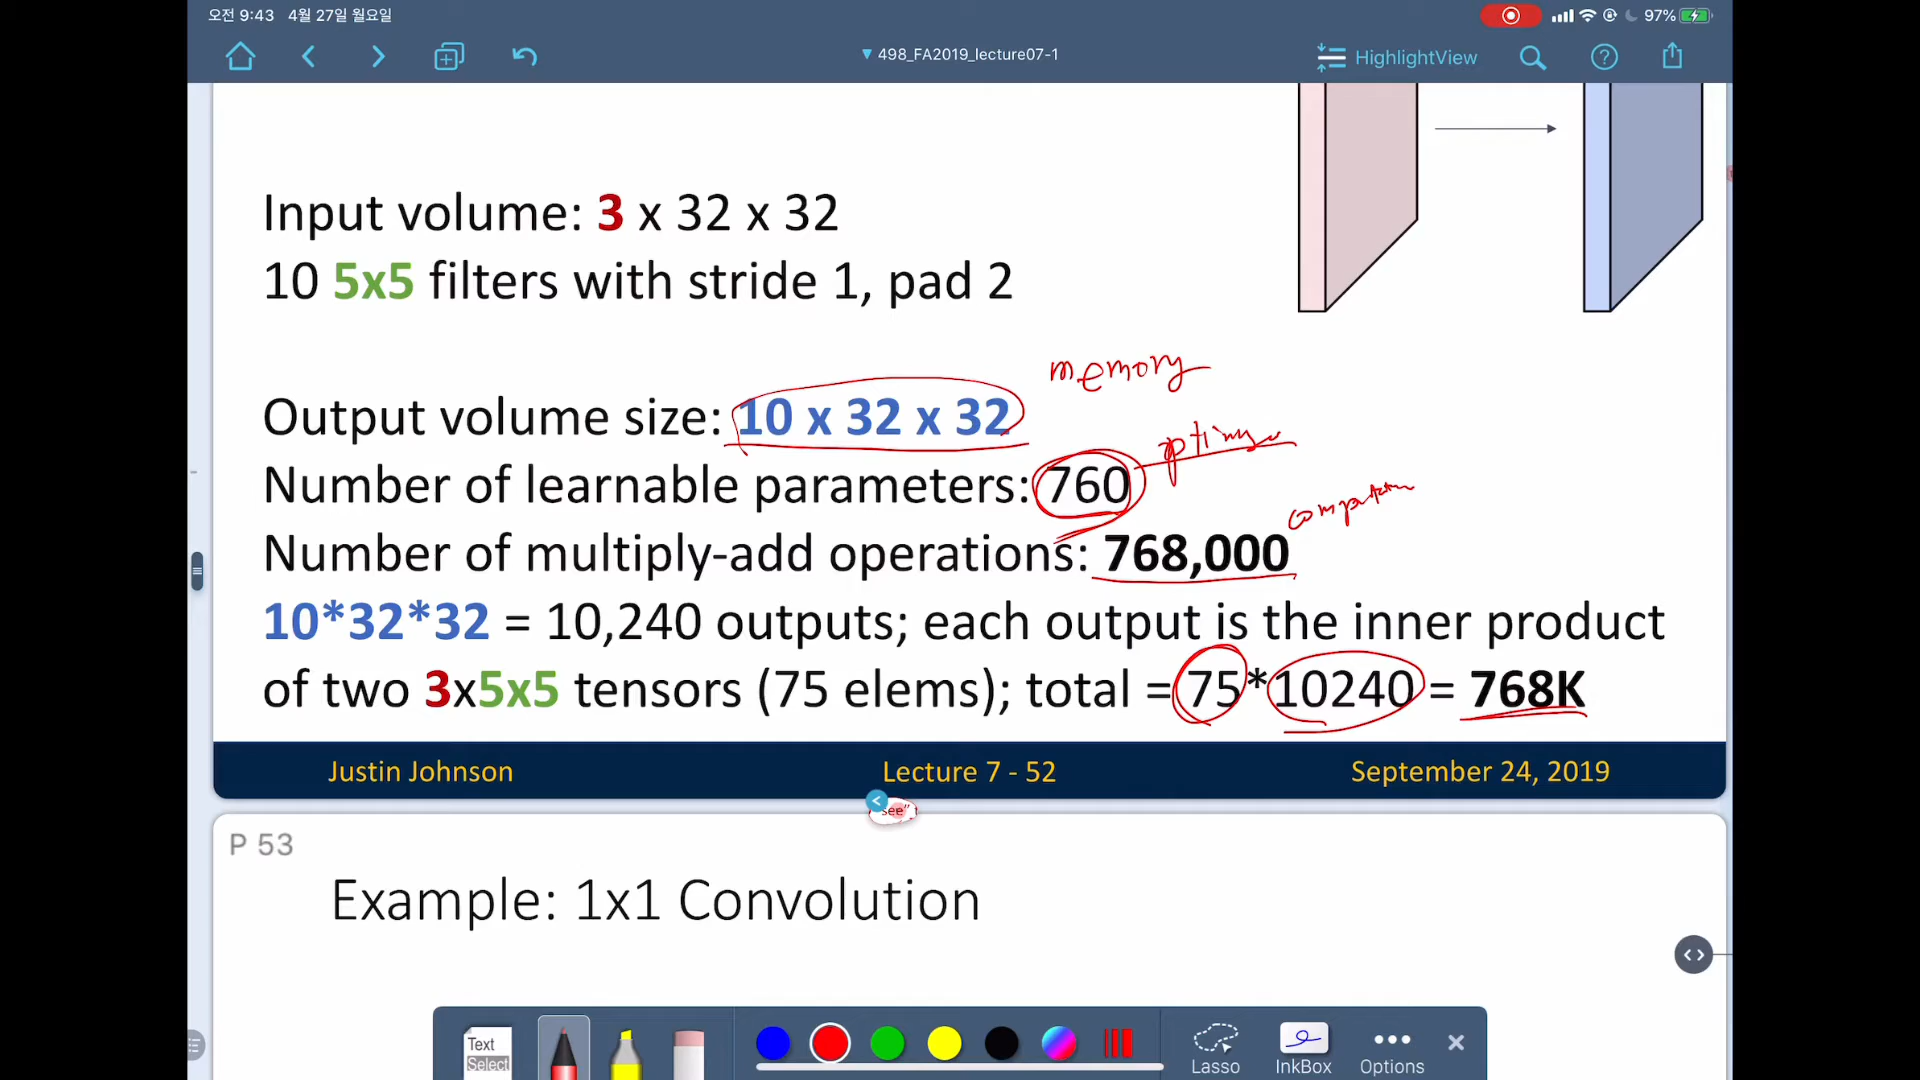 오전 9:43 4월 27일 월요일 97%
▼ 498_FA2019_lecture07-1 HighlightView
Input volume: 3 x 32 x 32
10 5x5 filters with stride 1, pad 2
memory
Output volume size: 10 x 32 x 32
Number of learnable parameters: 760
Number of multiply-add operations: 768,000
10*32*32 = 10,240 outputs; each output is the inner product
of two 3x5x5 tensors (75 elems); total = 75*10240 = 768K
Justin Johnson Lecture 7 - 52 September 24, 2019
see"
P 53
Example: 1x1 Convolution
Text
Select
Lasso InkBox Options